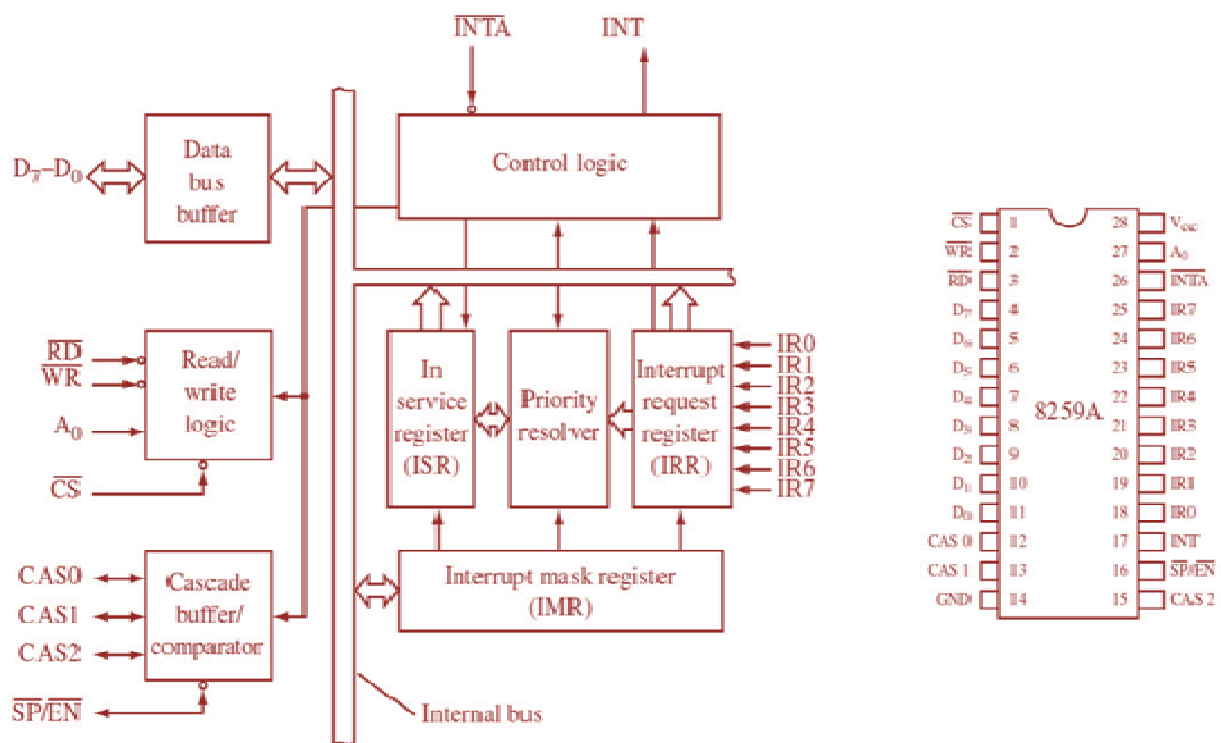 INTA INT
Data
bus
buffer
D7–D0
Control logic
RD
WR
A0
CS
Read/
write
logic
In
service
register
(ISR)
Priority
resolver
Interrupt
request
register
(IRR)
IR0
IR1
IR2
IR3
IR4
IR5
IR6
IR7
CAS0
CAS1
CAS2
SP/EN
Cascade
buffer/
comparator
Interrupt mask register
(IMR)
Internal bus
8259A
CS 1 28 VCC
WR 2 27 A0
RD 3 26 INTA
D7 4 25 IR7
D6 5 24 IR6
D5 6 23 IR5
D4 7 22 IR4
D3 8 21 IR3
D2 9 20 IR2
D1 10 19 IR1
D0 11 18 IR0
CAS 0 12 17 INT
CAS 1 13 16 SP/EN
GND 14 15 CAS 2